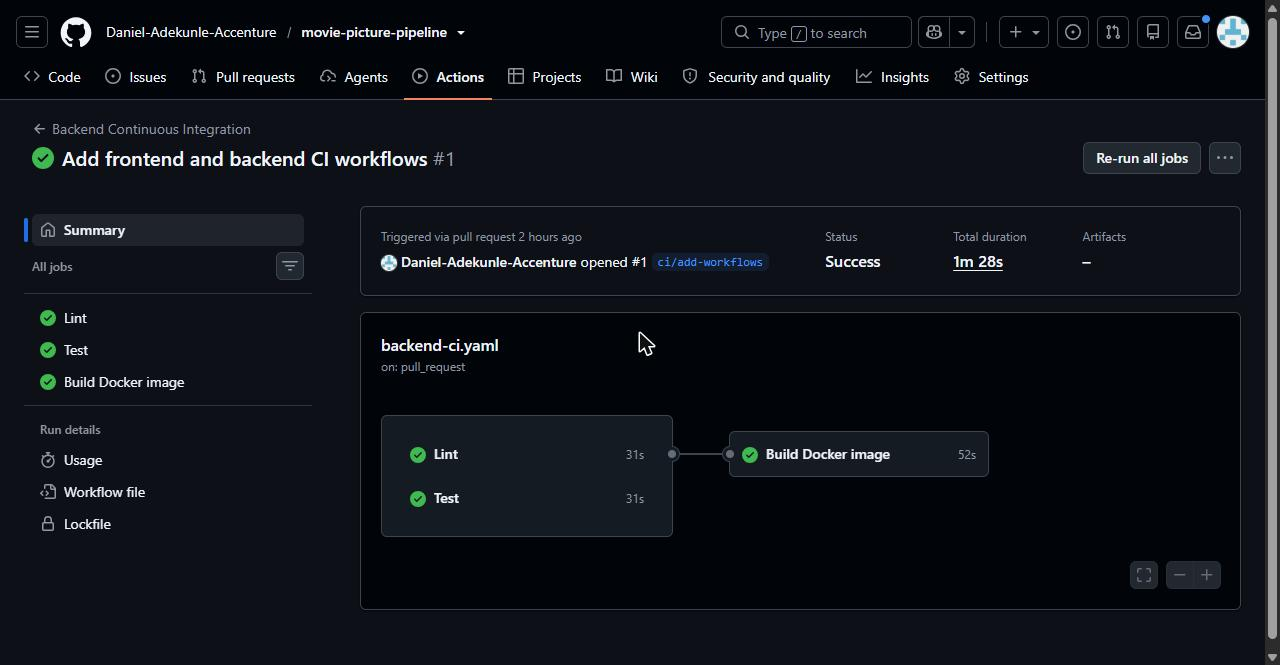 Daniel-Adekunle-Accenture / movie-picture-pipeline
Type / to search
Code
Issues
Pull requests
Agents
Actions
Projects
Wiki
Security and quality
Insights
Settings
Backend Continuous Integration
Add frontend and backend CI workflows #1
Re-run all jobs
Summary
All jobs
Lint
Test
Build Docker image
Run details
Usage
Workflow file
Lockfile
Triggered via pull request 2 hours ago
Daniel-Adekunle-Accenture opened #1 ci/add-workflows
Status
Success
Total duration
1m 28s
Artifacts
–
backend-ci.yaml
on: pull_request
Lint 31s
Test 31s
Build Docker image 52s